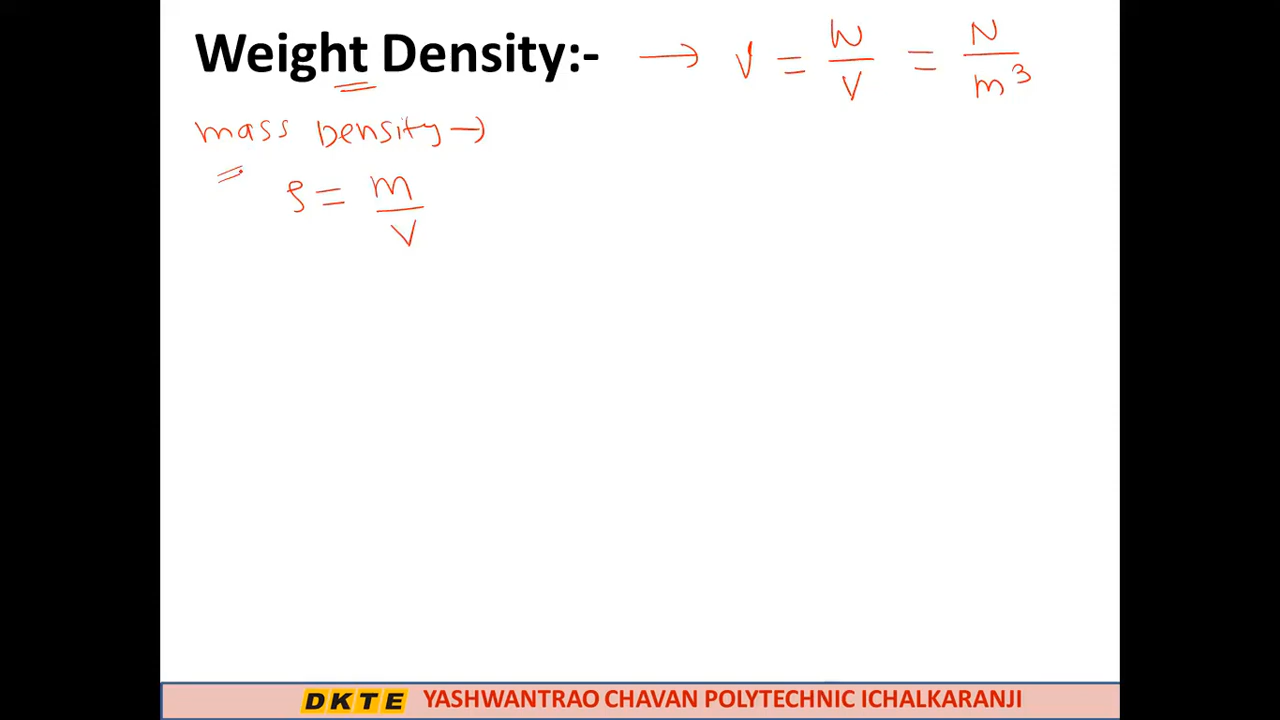 Weight Density:- → γ = W/V = N/m³
mass Density →
ρ = m/V
DKTE YASHWANTRAO CHAVAN POLYTECHNIC ICHALKARANJI